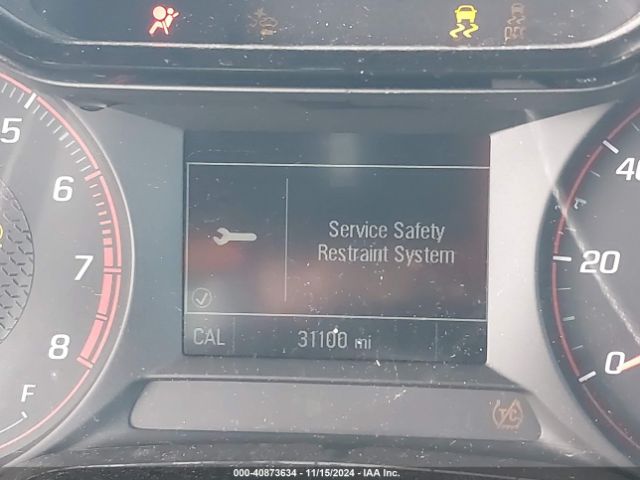 5
6
7
8
F
Service Safety
Restraint System
CAL
31100 mi
40
20
0
TC
000-40873634 - 11/15/2024 - IAA Inc.